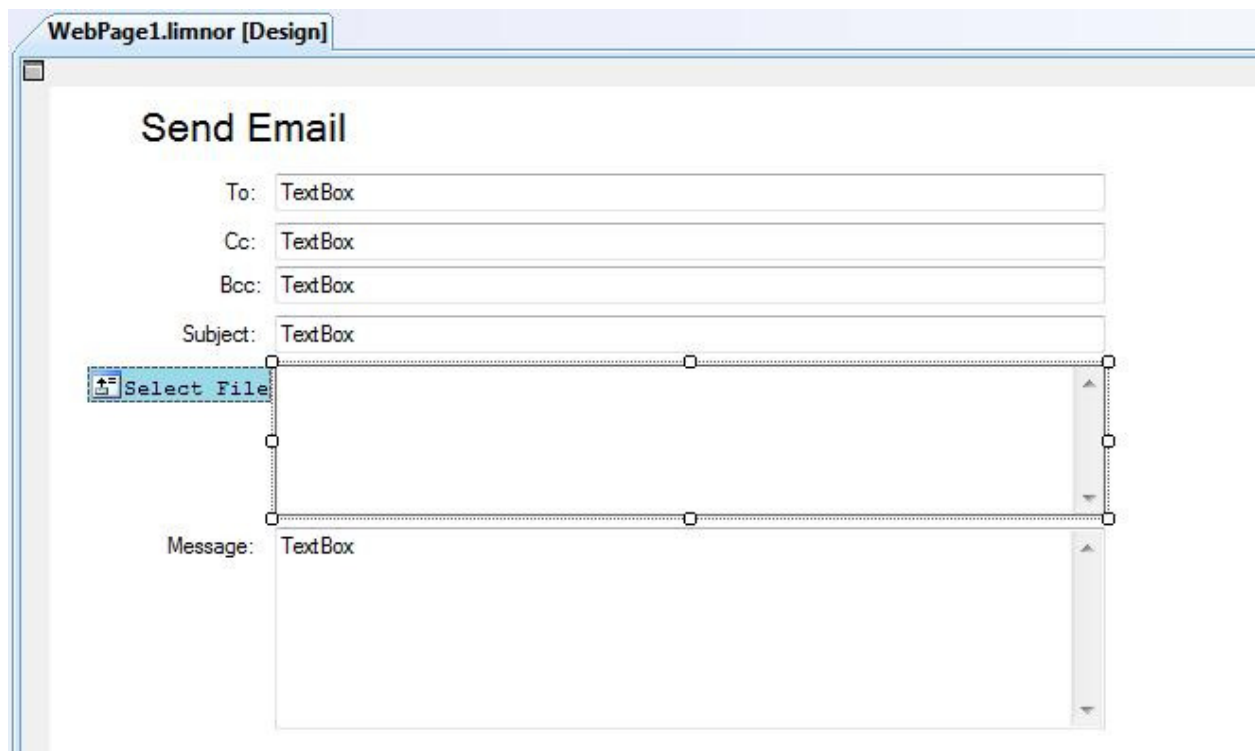 WebPage1.limnor [Design]
Send Email
To: TextBox
Cc: TextBox
Bcc: TextBox
Subject: TextBox
Select File
Message: TextBox